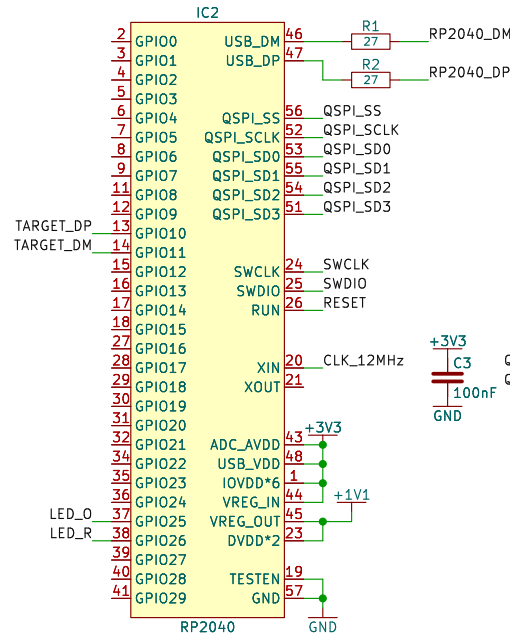 IC2
2 GPIO0 USB_DM 46 R1 27 RP2040_DM
3 GPIO1 USB_DP 47 R2 27 RP2040_DP
4 GPIO2
5 GPIO3
6 GPIO4 QSPI_SS 56 QSPI_SS
7 GPIO5 QSPI_SCLK 52 QSPI_SCLK
8 GPIO6 QSPI_SD0 53 QSPI_SD0
9 GPIO7 QSPI_SD1 55 QSPI_SD1
11 GPIO8 QSPI_SD2 54 QSPI_SD2
12 GPIO9 QSPI_SD3 51 QSPI_SD3
TARGET_DP 13 GPIO10
TARGET_DM 14 GPIO11
15 GPIO12 SWCLK 24 SWCLK
16 GPIO13 SWDIO 25 SWDIO
17 GPIO14 RUN 26 RESET
18 GPIO15
27 GPIO16
28 GPIO17 XIN 20 CLK_12MHz
29 GPIO18 XOUT 21
30 GPIO19
31 GPIO20
32 GPIO21 ADC_AVDD 43 +3V3
34 GPIO22 USB_VDD 48
35 GPIO23 IOVDD*6 1
36 GPIO24 VREG_IN 44
LED_O 37 GPIO25 VREG_OUT 45 +1V1
LED_R 38 GPIO26 DVDD*2 23
39 GPIO27
40 GPIO28 TESTEN 19
41 GPIO29 GND 57
RP2040 GND
+3V3
C3
100nF
GND